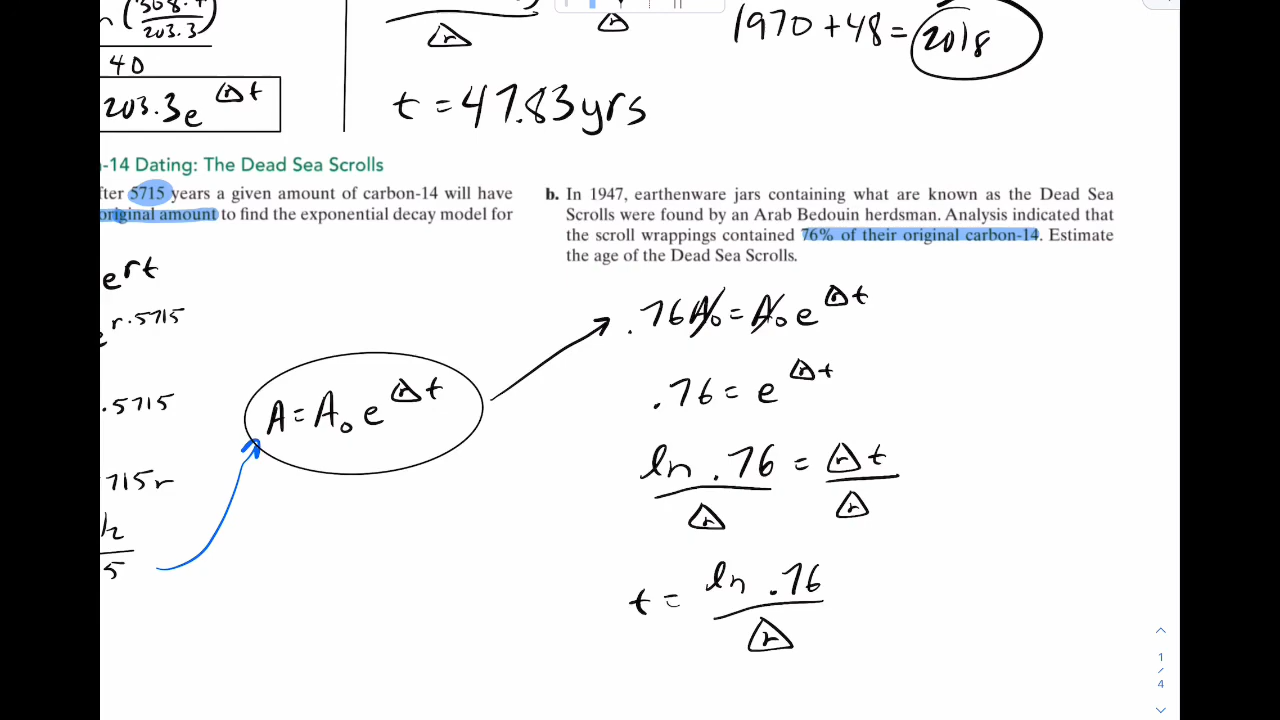 203.3
40
203.3e^△r t
△r
△r
t = 47.83yrs
1970 + 48 = 2018
-14 Dating: The Dead Sea Scrolls
fter 5715 years a given amount of carbon-14 will have
original amount to find the exponential decay model for
ert
e r.5715
.5715
715r
5
A = A₀ e^△r t
b. In 1947, earthenware jars containing what are known as the Dead Sea
Scrolls were found by an Arab Bedouin herdsman. Analysis indicated that
the scroll wrappings contained 76% of their original carbon-14. Estimate
the age of the Dead Sea Scrolls.
.76A₀ = A₀ e^△r t
.76 = e^△r t
ln .76 = △r t
△r △r
t = ln .76
△r
1
/
4